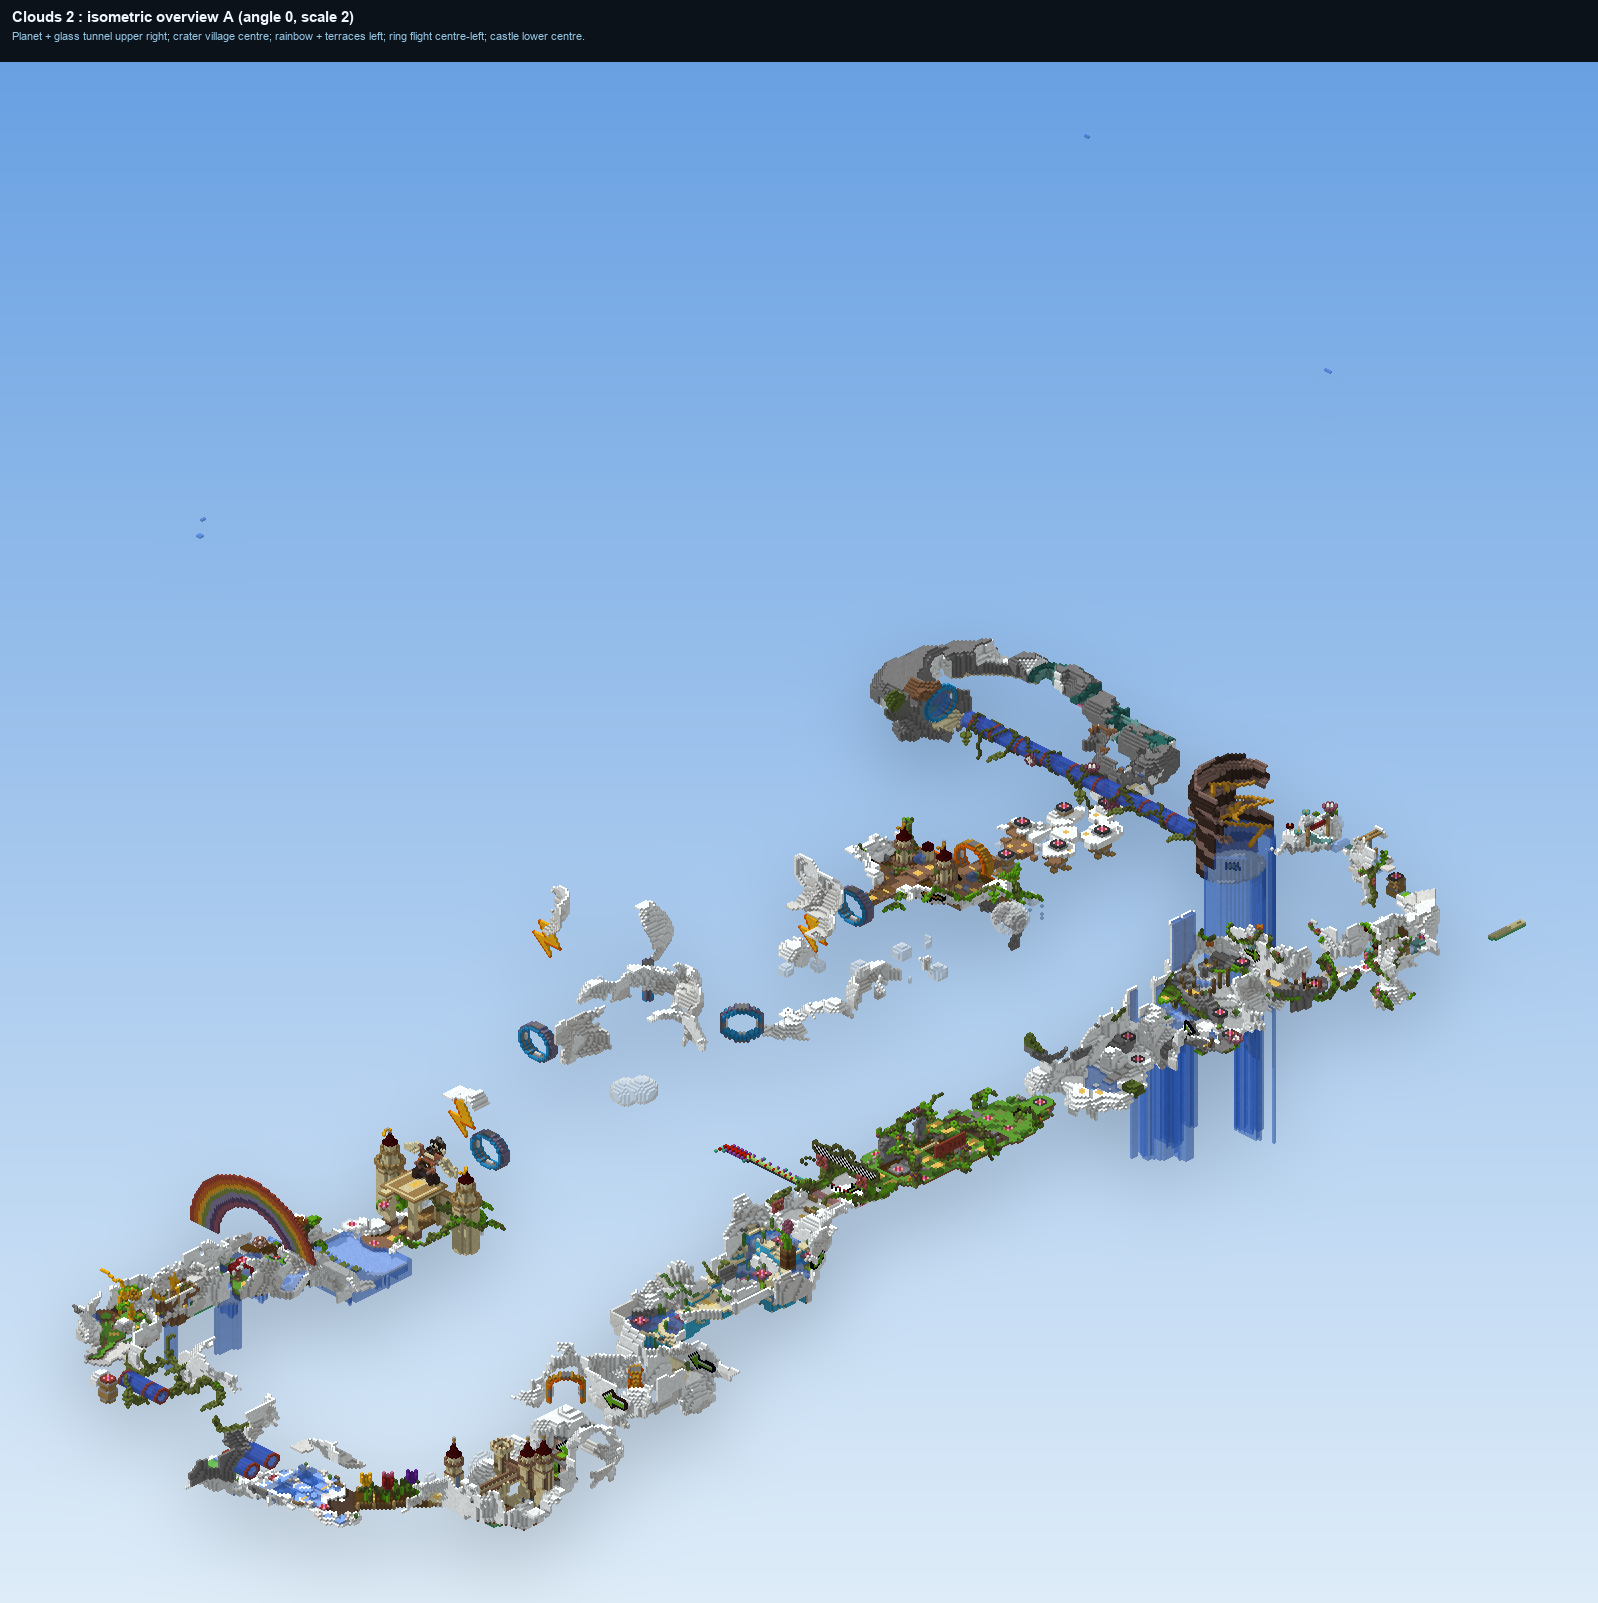 Clouds 2 : isometric overview A (angle 0, scale 2)
Planet + glass tunnel upper right; crater village centre; rainbow + terraces left; ring flight centre-left; castle lower centre.